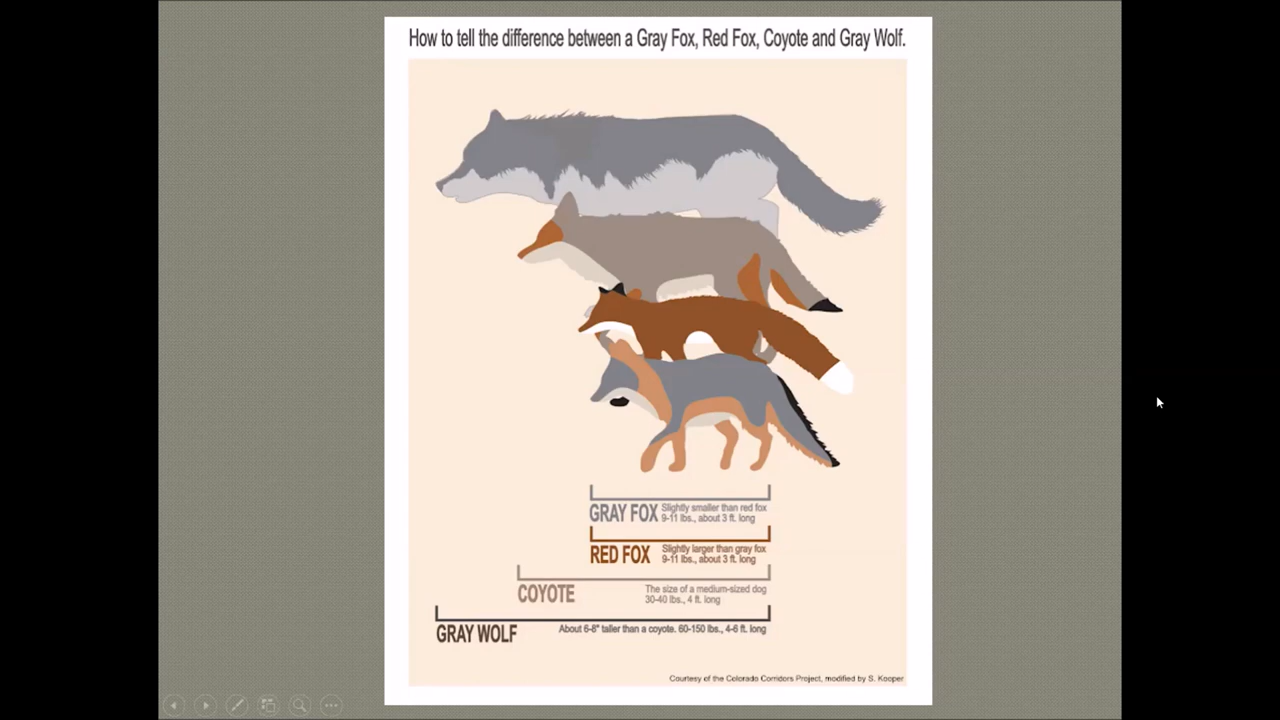 How to tell the difference between a Gray Fox, Red Fox, Coyote and Gray Wolf.
GRAY FOX Slightly smaller than red fox
9-11 lbs., about 3 ft. long
RED FOX Slightly larger than gray fox
9-11 lbs., about 3 ft. long
COYOTE The size of a medium-sized dog
30-40 lbs., 4 ft. long
GRAY WOLF About 6-8" taller than a coyote. 60-150 lbs., 4-6 ft. long
Courtesy of the Colorado Corridors Project, modified by S. Kooper